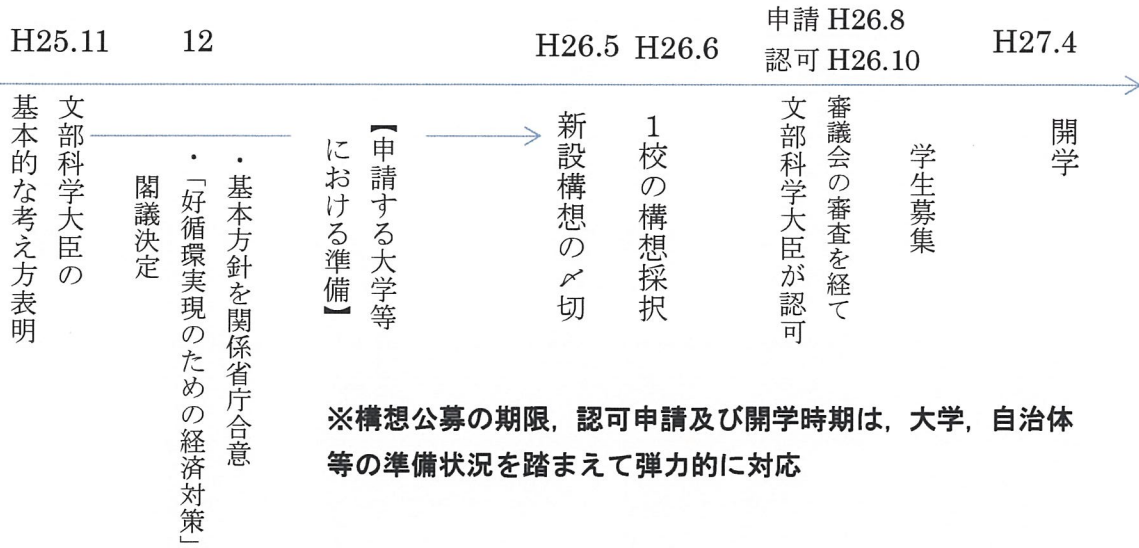 H25.11
12
H26.5
H26.6
申請 H26.8
認可 H26.10
H27.4
文部科学大臣の
基本的な考え方表明
・基本方針を関係省庁合意
・「好循環実現のための経済対策」
閣議決定
【申請する大学等
における準備】
新設構想の〆切
1校の構想採択
審議会の審査を経て
文部科学大臣が認可
学生募集
開学
※構想公募の期限，認可申請及び開学時期は，大学，自治体
等の準備状況を踏まえて弾力的に対応